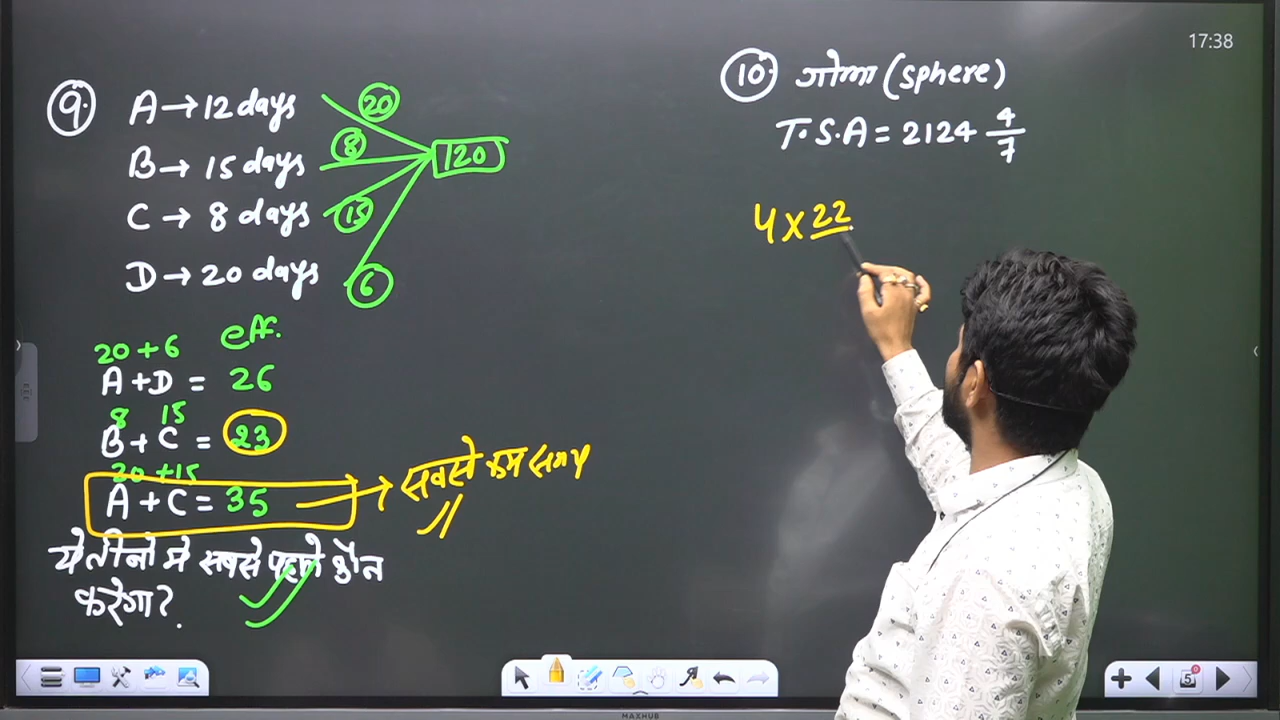 17:38
9.
A → 12 days
20
B → 15 days
8
120
C → 8 days
15
D → 20 days
6
eff.
20 + 6
A + D = 26
8 15
B + C = 23
20 + 15
A + C = 35 → सबसे कम समय
ये तीनो मे सबसे पहले कौन
करेगा?
10. गोला (sphere)
T.S.A = 2124 4/7
4 × 22
5
MAXHUB